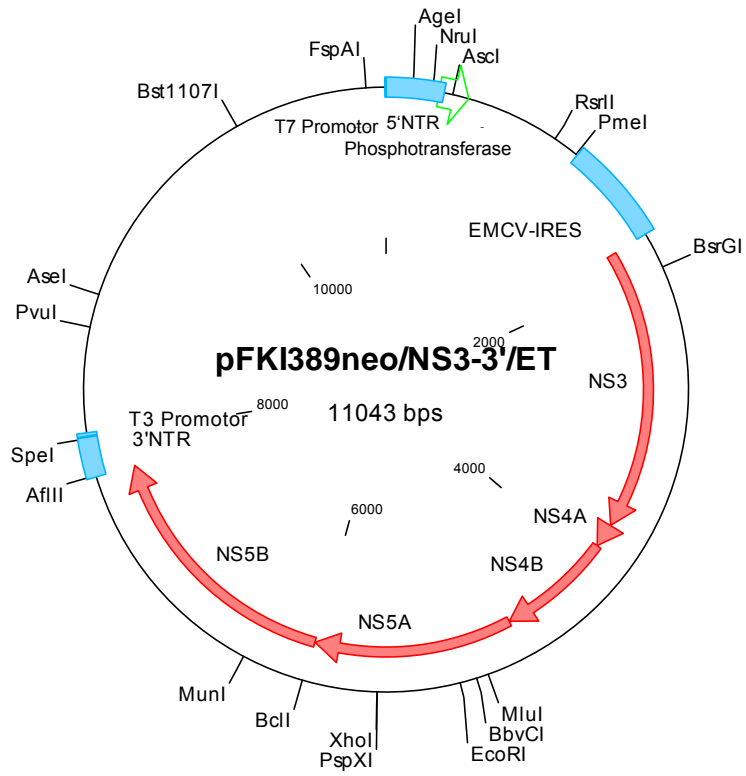 AgeI
NruI
AscI
FspAI
Bst1107I
RsrII
PmeI
T7 Promotor
5'NTR
Phosphotransferase
EMCV-IRES
BsrGI
AseI
PvuI
10000
2000
pFKI389neo/NS3-3'/ET
11043 bps
NS3
8000
T3 Promotor
3'NTR
SpeI
AflII
4000
6000
NS4A
NS4B
NS5B
NS5A
MunI
BclI
XhoI
PspXI
MluI
BbvCI
EcoRI